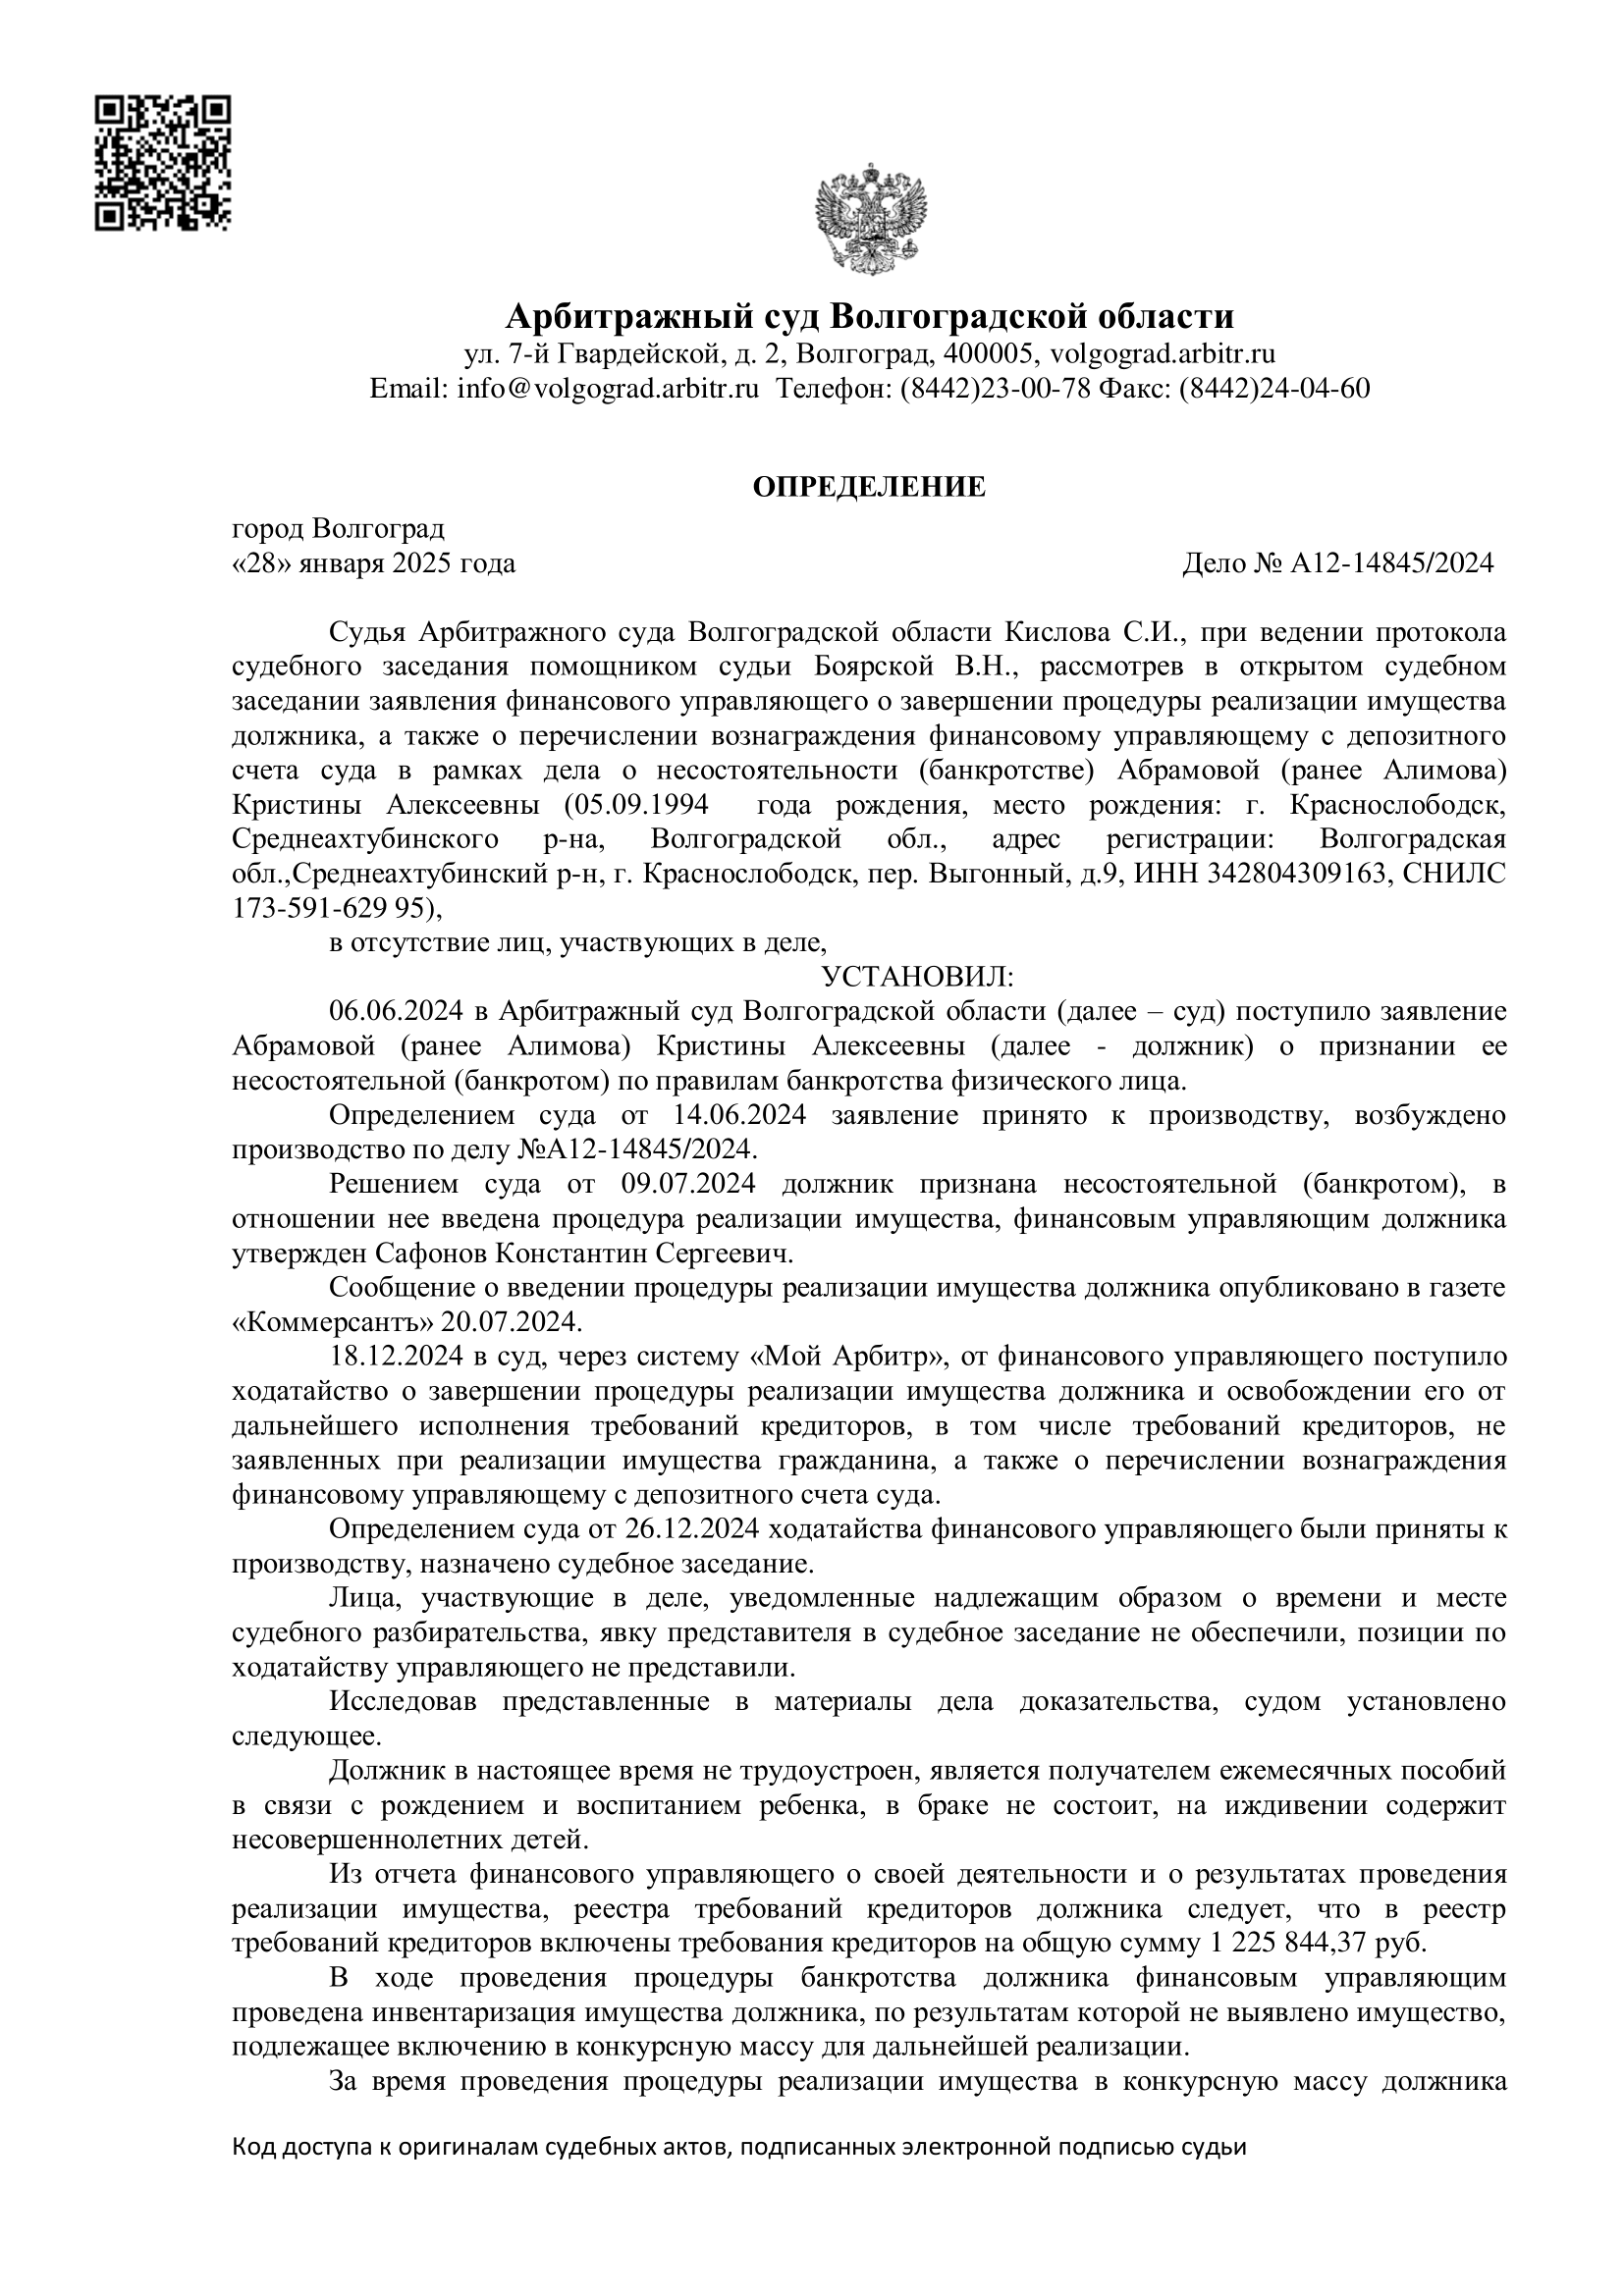 Арбитражный суд Волгоградской области
ул. 7-й Гвардейской, д. 2, Волгоград, 400005, volgograd.arbitr.ru
Email: info@volgograd.arbitr.ru Телефон: (8442)23-00-78 Факс: (8442)24-04-60
ОПРЕДЕЛЕНИЕ
город Волгоград
«28» января 2025 года Дело № А12-14845/2024
Судья Арбитражного суда Волгоградской области Кислова С.И., при ведении протокола
судебного заседания помощником судьи Боярской В.Н., рассмотрев в открытом судебном
заседании заявления финансового управляющего о завершении процедуры реализации имущества
должника, а также о перечислении вознаграждения финансовому управляющему с депозитного
счета суда в рамках дела о несостоятельности (банкротстве) Абрамовой (ранее Алимова)
Кристины Алексеевны (05.09.1994 года рождения, место рождения: г. Краснослободск,
Среднеахтубинского р-на, Волгоградской обл., адрес регистрации: Волгоградская
обл.,Среднеахтубинский р-н, г. Краснослободск, пер. Выгонный, д.9, ИНН 342804309163, СНИЛС
173-591-629 95),
в отсутствие лиц, участвующих в деле,
УСТАНОВИЛ:
06.06.2024 в Арбитражный суд Волгоградской области (далее – суд) поступило заявление
Абрамовой (ранее Алимова) Кристины Алексеевны (далее - должник) о признании ее
несостоятельной (банкротом) по правилам банкротства физического лица.
Определением суда от 14.06.2024 заявление принято к производству, возбуждено
производство по делу №А12-14845/2024.
Решением суда от 09.07.2024 должник признана несостоятельной (банкротом), в
отношении нее введена процедура реализации имущества, финансовым управляющим должника
утвержден Сафонов Константин Сергеевич.
Сообщение о введении процедуры реализации имущества должника опубликовано в газете
«Коммерсантъ» 20.07.2024.
18.12.2024 в суд, через систему «Мой Арбитр», от финансового управляющего поступило
ходатайство о завершении процедуры реализации имущества должника и освобождении его от
дальнейшего исполнения требований кредиторов, в том числе требований кредиторов, не
заявленных при реализации имущества гражданина, а также о перечислении вознаграждения
финансовому управляющему с депозитного счета суда.
Определением суда от 26.12.2024 ходатайства финансового управляющего были приняты к
производству, назначено судебное заседание.
Лица, участвующие в деле, уведомленные надлежащим образом о времени и месте
судебного разбирательства, явку представителя в судебное заседание не обеспечили, позиции по
ходатайству управляющего не представили.
Исследовав представленные в материалы дела доказательства, судом установлено
следующее.
Должник в настоящее время не трудоустроен, является получателем ежемесячных пособий
в связи с рождением и воспитанием ребенка, в браке не состоит, на иждивении содержит
несовершеннолетних детей.
Из отчета финансового управляющего о своей деятельности и о результатах проведения
реализации имущества, реестра требований кредиторов должника следует, что в реестр
требований кредиторов включены требования кредиторов на общую сумму 1 225 844,37 руб.
В ходе проведения процедуры банкротства должника финансовым управляющим
проведена инвентаризация имущества должника, по результатам которой не выявлено имущество,
подлежащее включению в конкурсную массу для дальнейшей реализации.
За время проведения процедуры реализации имущества в конкурсную массу должника
Код доступа к оригиналам судебных актов, подписанных электронной подписью судьи